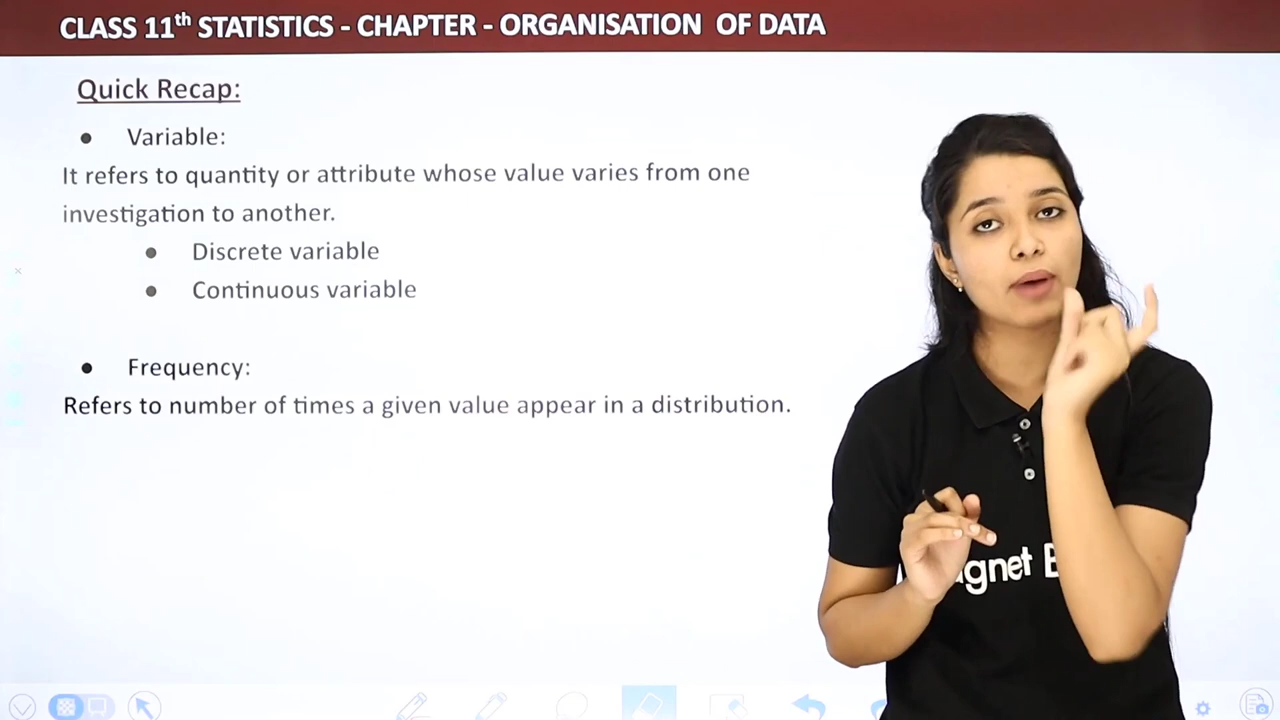 CLASS 11th STATISTICS - CHAPTER - ORGANISATION OF DATA
Quick Recap:
● Variable:
It refers to quantity or attribute whose value varies from one
investigation to another.
● Discrete variable
● Continuous variable
● Frequency:
Refers to number of times a given value appear in a distribution.